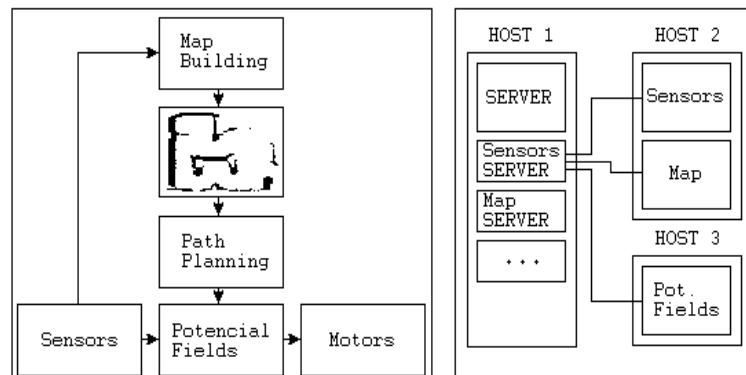 Map
Building
Path
Planning
Sensors
Potencial
Fields
Motors
HOST 1
SERVER
Sensors
SERVER
Map
SERVER
...
HOST 2
Sensors
Map
HOST 3
Pot.
Fields